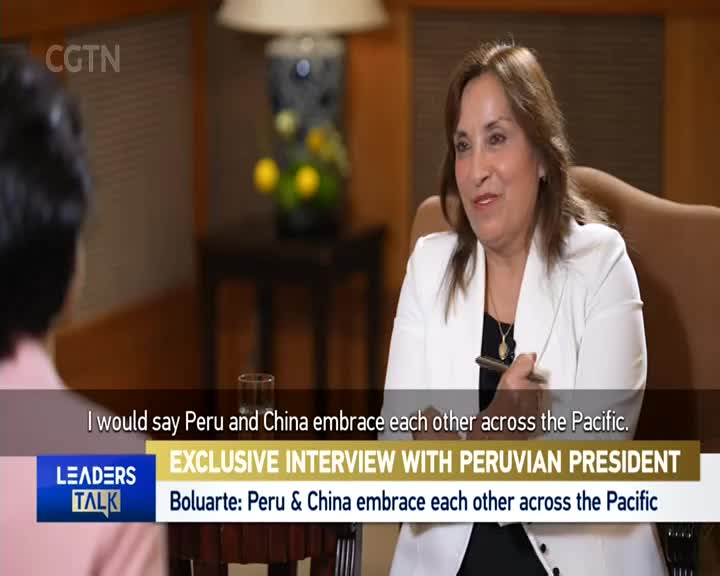 CGTN
I would say Peru and China embrace each other across the Pacific.
EXCLUSIVE INTERVIEW WITH PERUVIAN PRESIDENT
LEADERS
TALK
Boluarte: Peru & China embrace each other across the Pacific